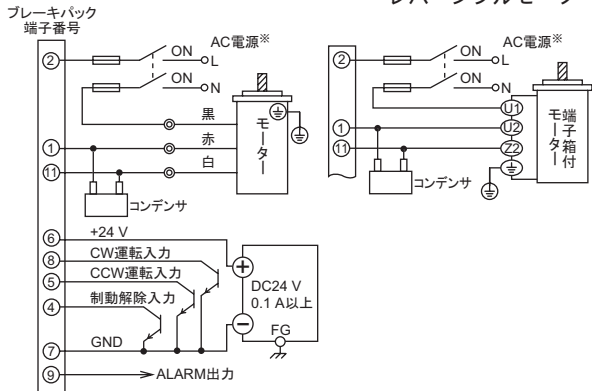 レバーシブルモーター
ブレーキパック
端子番号
② ON AC電源※
L
ON
N
黒
① 赤
⑪ 白
モーター
コンデンサ
⑥ +24 V
⑧ CW運転入力
⑤ CCW運転入力
④ 制動解除入力
⑦ GND
⑨ ALARM出力
+
−
DC24 V
0.1 A以上
FG
② ON AC電源※
L
ON
N
U1
① U2
⑪ Z2
端子箱付
モーター
コンデンサ